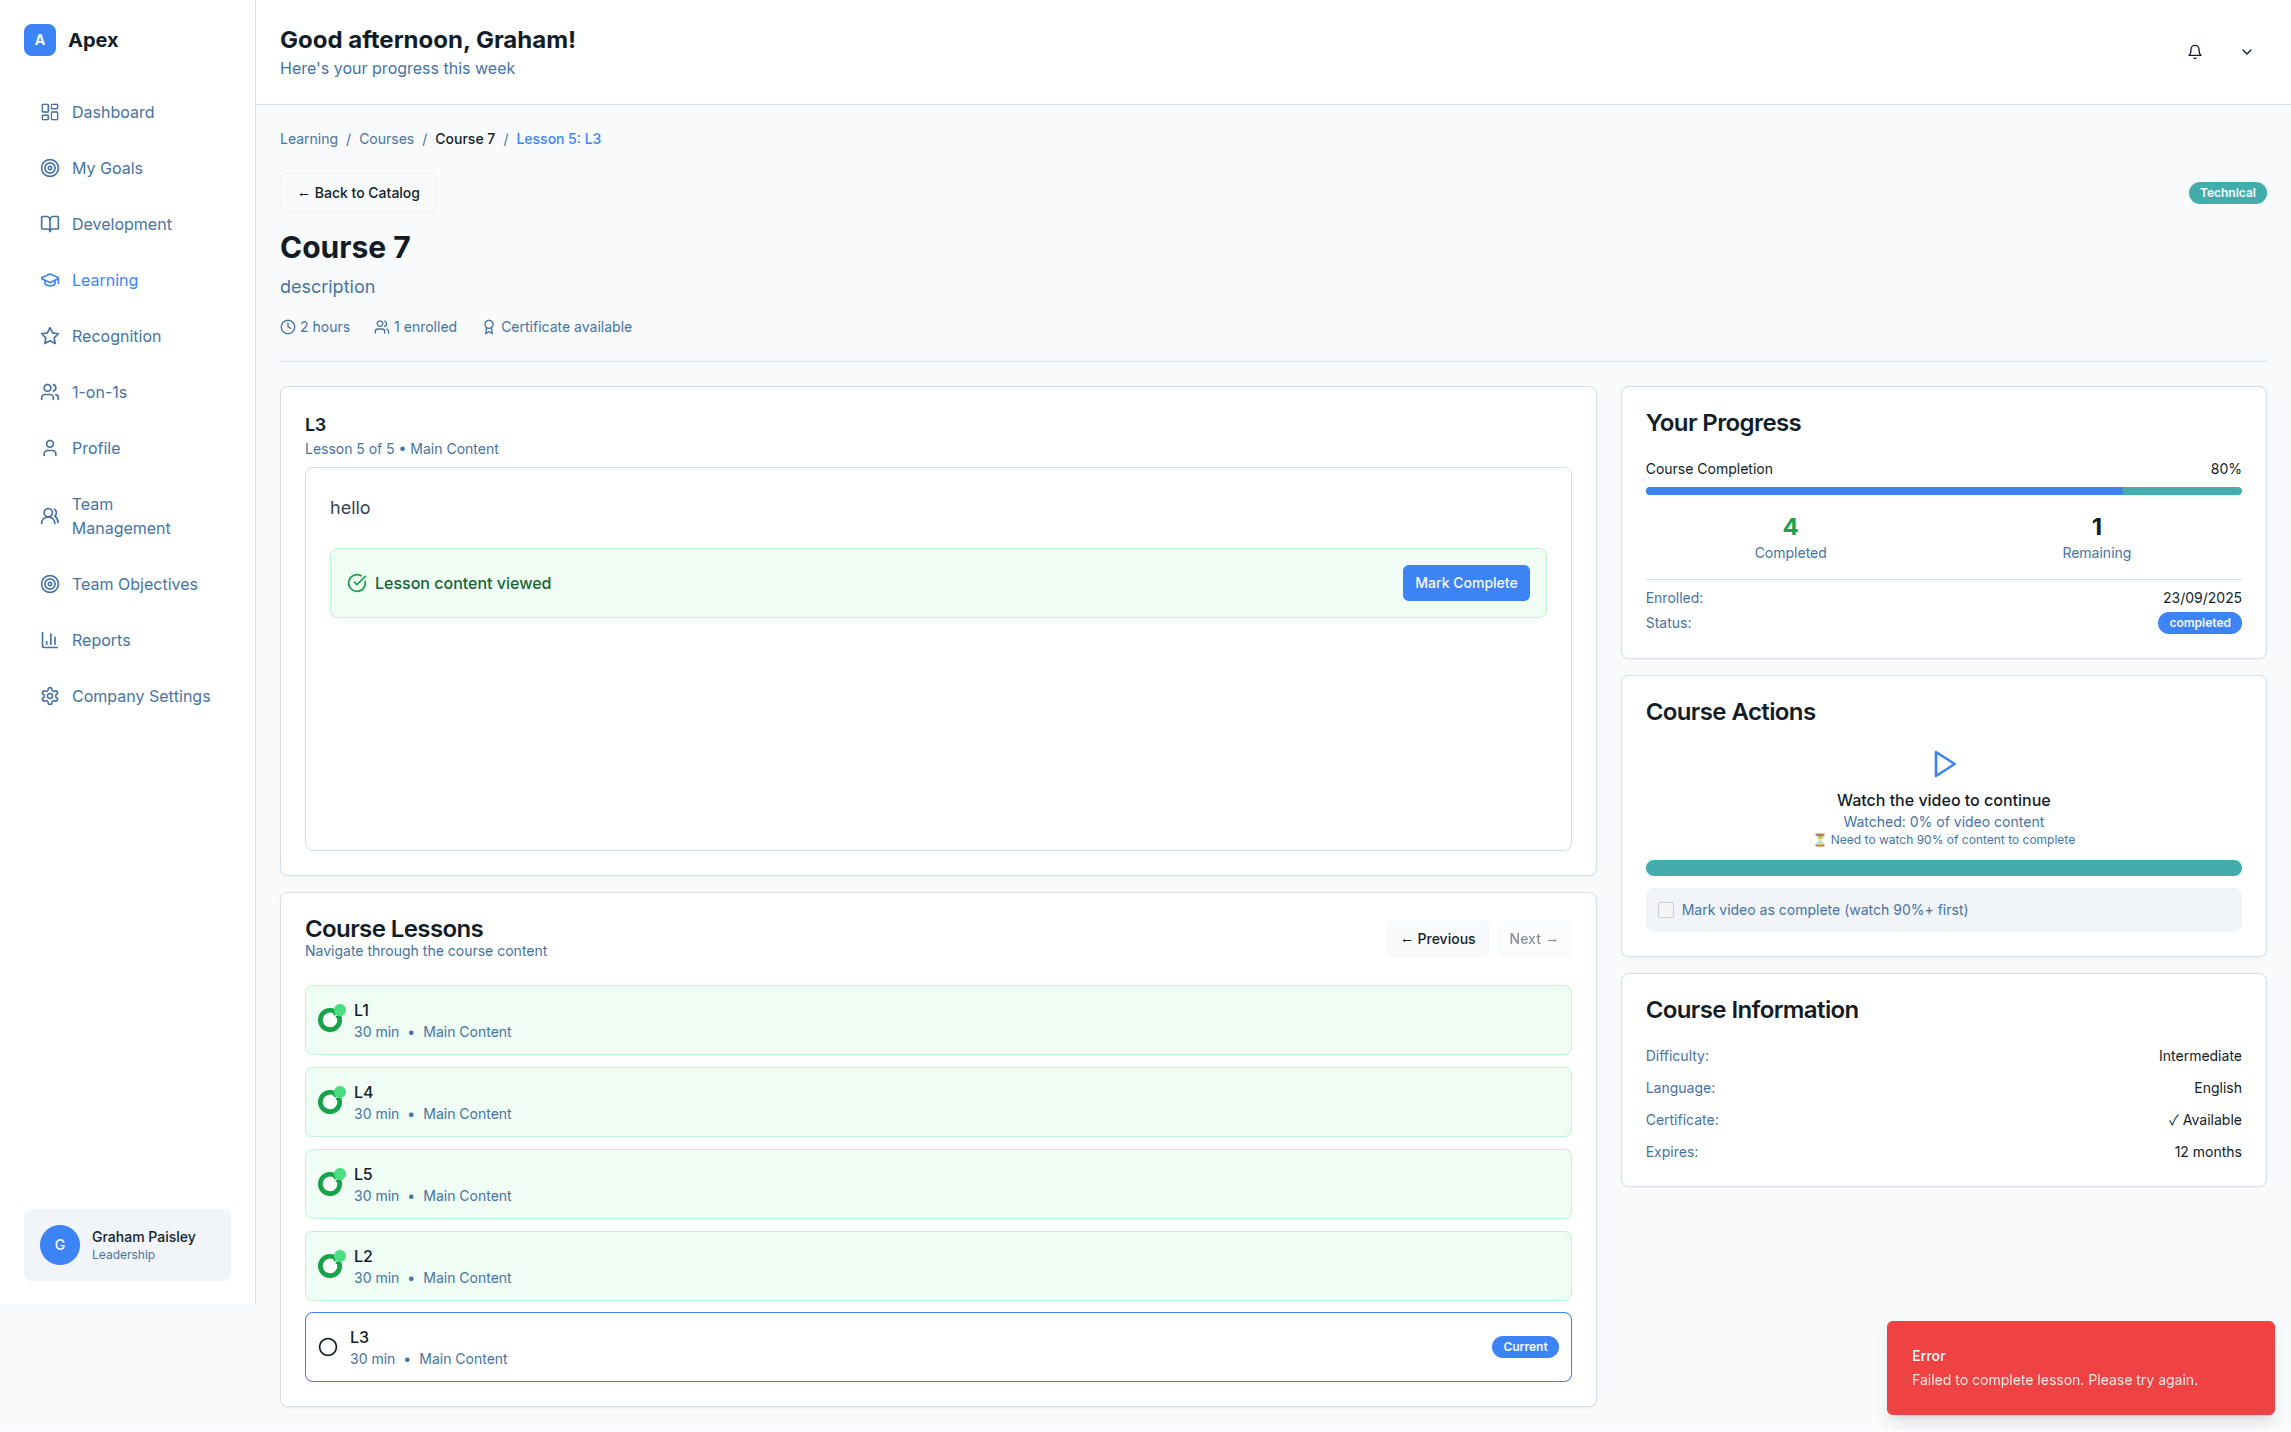 A
Apex
Dashboard
My Goals
Development
Learning
Recognition
1-on-1s
Profile
Team
Management
Team Objectives
Reports
Company Settings
G
Graham Paisley
Leadership
Good afternoon, Graham!
Here's your progress this week
Learning / Courses / Course 7 / Lesson 5: L3
← Back to Catalog
Technical
Course 7
description
2 hours
1 enrolled
Certificate available
L3
Lesson 5 of 5 • Main Content
hello
Lesson content viewed
Mark Complete
Course Lessons
Navigate through the course content
← Previous
Next →
L1
30 min • Main Content
L4
30 min • Main Content
L5
30 min • Main Content
L2
30 min • Main Content
L3
30 min • Main Content
Current
Your Progress
Course Completion 80%
4
Completed
1
Remaining
Enrolled: 23/09/2025
Status: completed
Course Actions
Watch the video to continue
Watched: 0% of video content
⏳ Need to watch 90% of content to complete
Mark video as complete (watch 90%+ first)
Course Information
Difficulty: Intermediate
Language: English
Certificate: ✓ Available
Expires: 12 months
Error
Failed to complete lesson. Please try again.